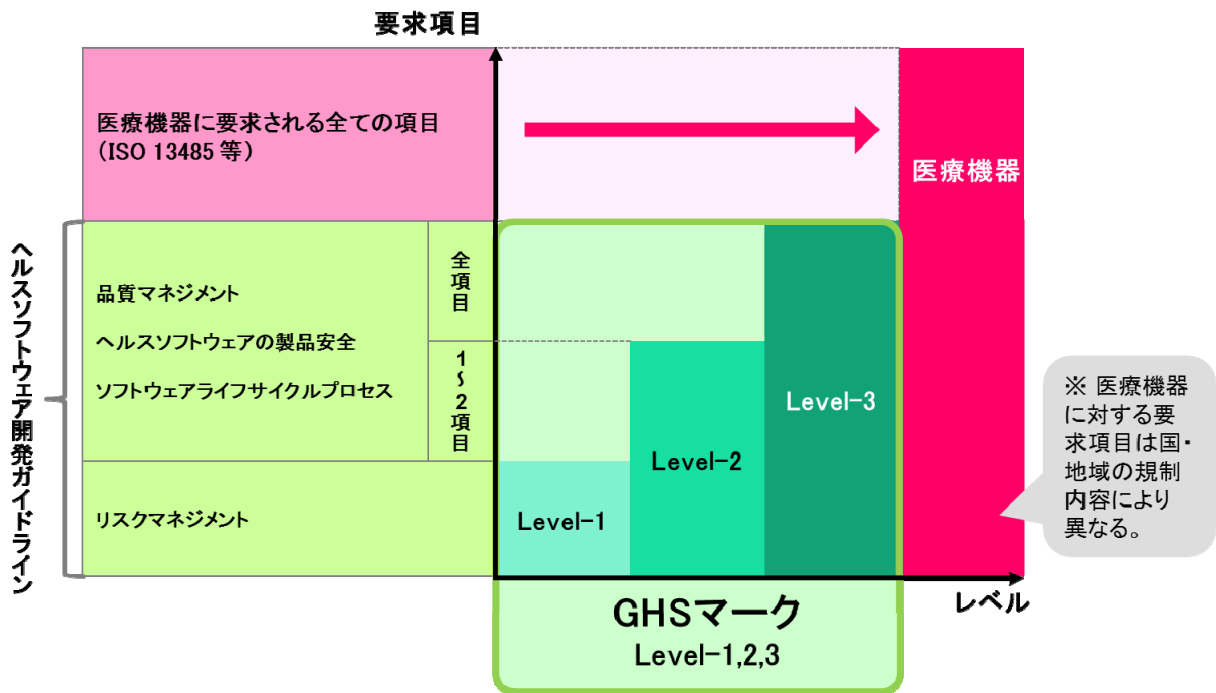 要求項目
医療機器に要求される全ての項目
（ISO 13485 等）
医療機器
ヘルスソフトウェア開発ガイドライン
品質マネジメント
ヘルスソフトウェアの製品安全
ソフトウェアライフサイクルプロセス
全項目
1～2項目
リスクマネジメント
Level-1
Level-2
Level-3
※ 医療機器
に対する要
求項目は国・
地域の規制
内容により
異なる。
レベル
GHSマーク
Level-1,2,3